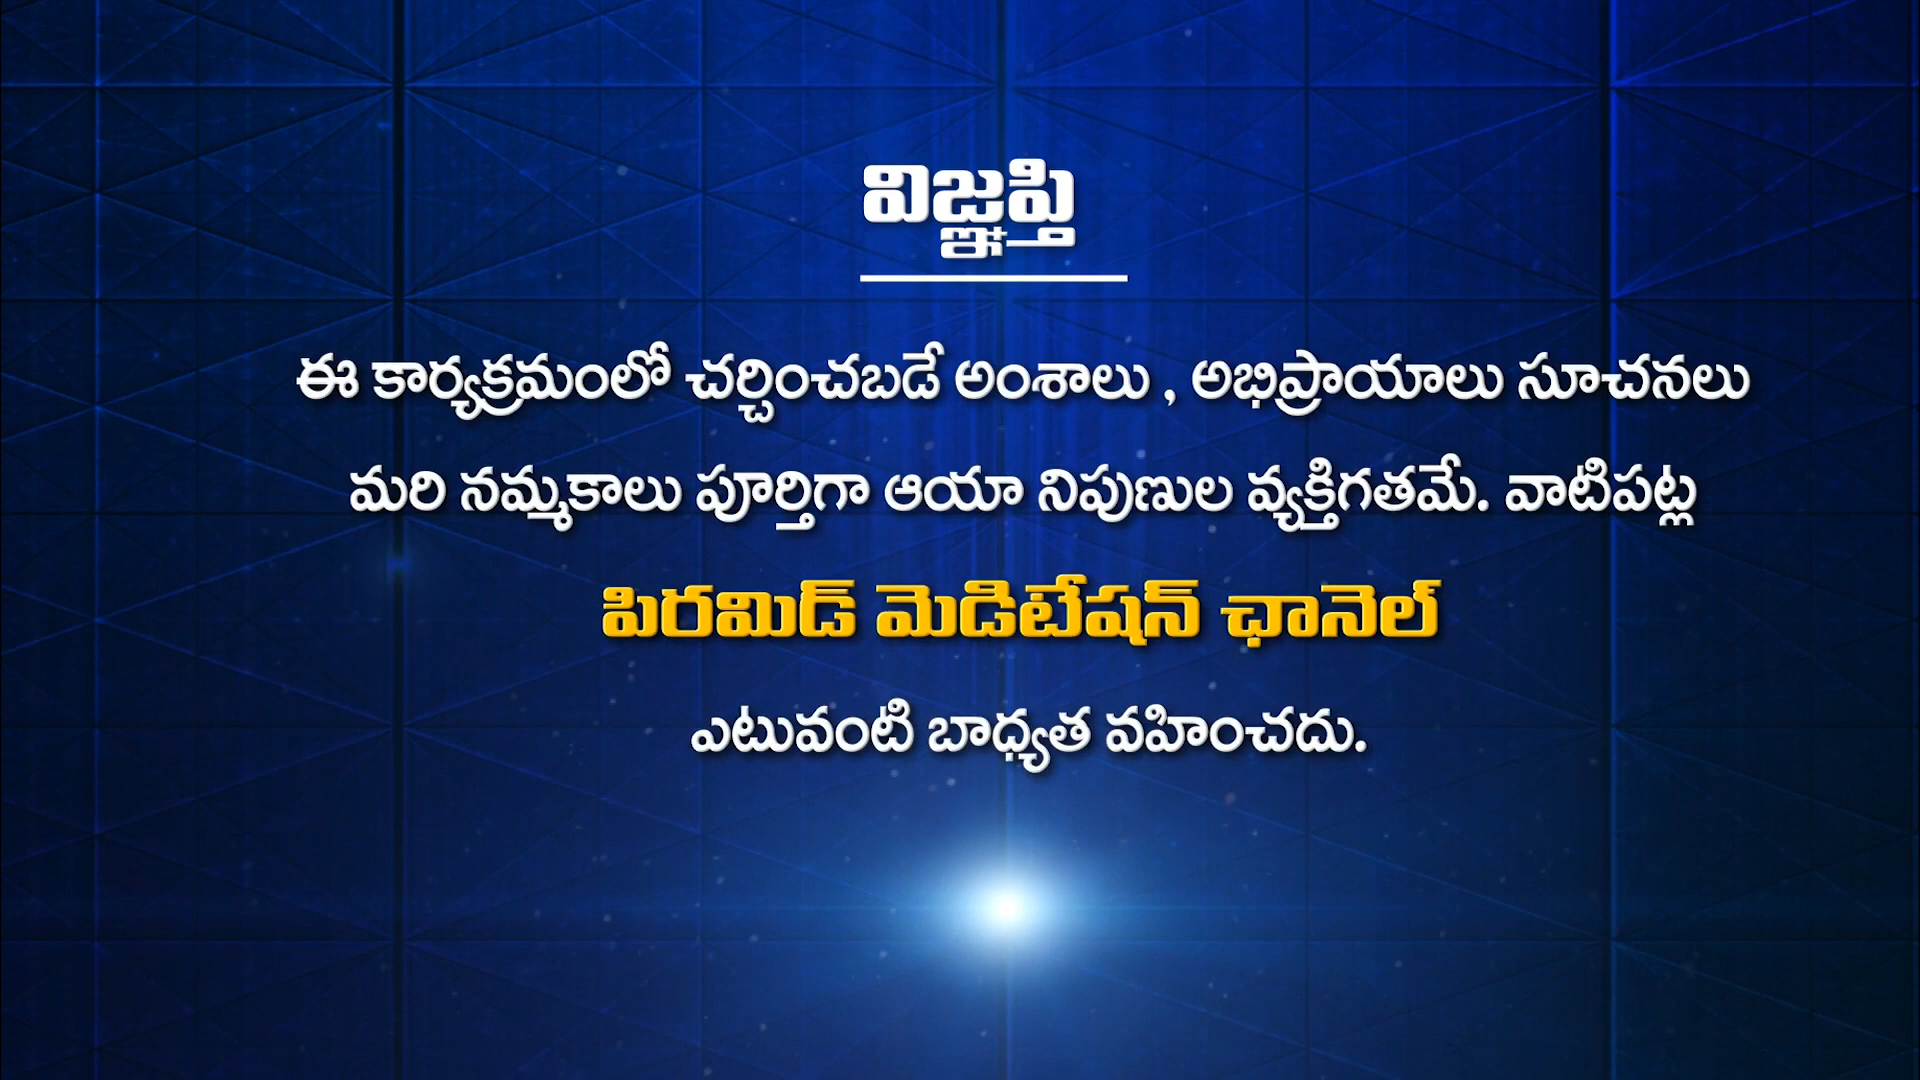 విజ్ఞప్తి
ఈ కార్యక్రమంలో చర్చించబడే అంశాలు , అభిప్రాయాలు సూచనలు
మరి నమ్మకాలు పూర్తిగా ఆయా నిపుణుల వ్యక్తిగతమే. వాటిపట్ల
పిరమిడ్ మెడిటేషన్ ఛానెల్
ఎటువంటి బాధ్యత వహించదు.